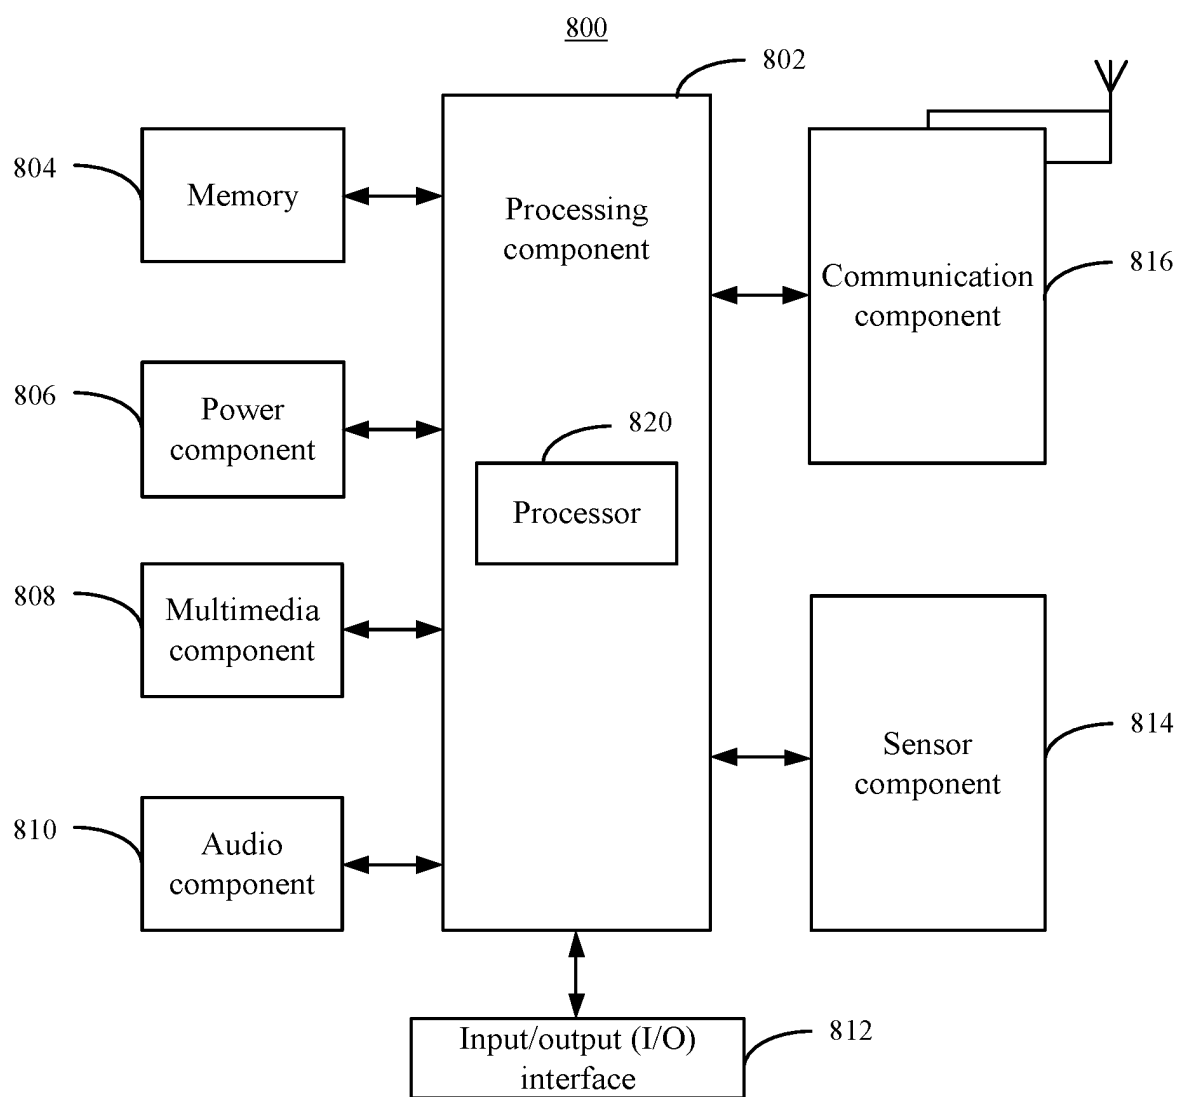 800
802
804
Memory
Processing
component
Communication
component
816
806
Power
component
820
Processor
808
Multimedia
component
Sensor
component
814
810
Audio
component
Input/output (I/O)
interface
812